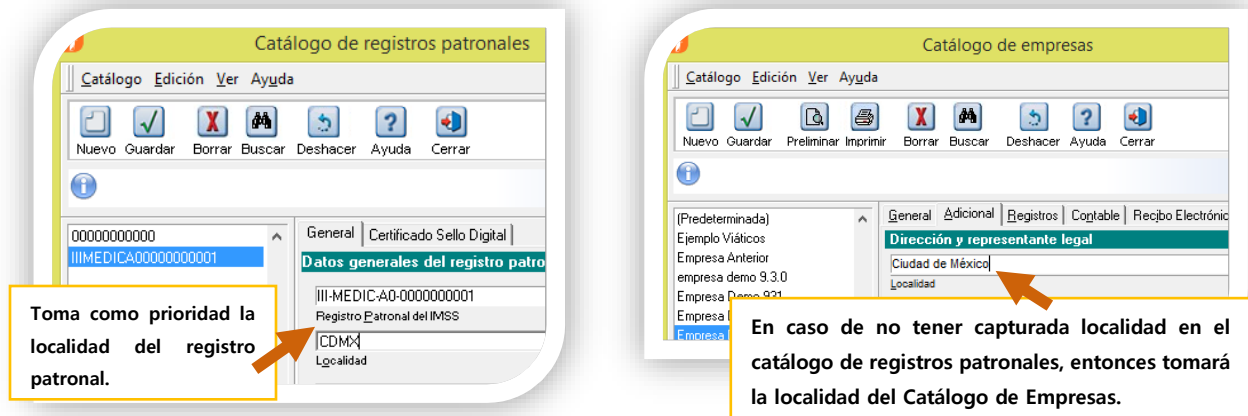 Catálogo de registros patronales
Catálogo Edición Ver Ayuda
Nuevo Guardar Borrar Buscar Deshacer Ayuda Cerrar
00000000000
IIIMEDICA00000000001
General Certificado Sello Digital
Datos generales del registro patro
III-MEDIC-A0-0000000001
Registro Patronal del IMSS
CDMX
Localidad
Toma como prioridad la
localidad del registro
patronal.
Catálogo de empresas
Catálogo Edición Ver Ayuda
Nuevo Guardar Preliminar Imprimir Borrar Buscar Deshacer Ayuda Cerrar
(Predeterminada)
Ejemplo Viáticos
Empresa Anterior
empresa demo 9.3.0
Empresa Demo 931
Empresa
Empresa
General Adicional Registros Contable Recibo Electrónic
Dirección y representante legal
Ciudad de México
Localidad
En caso de no tener capturada localidad en el
catálogo de registros patronales, entonces tomará
la localidad del Catálogo de Empresas.